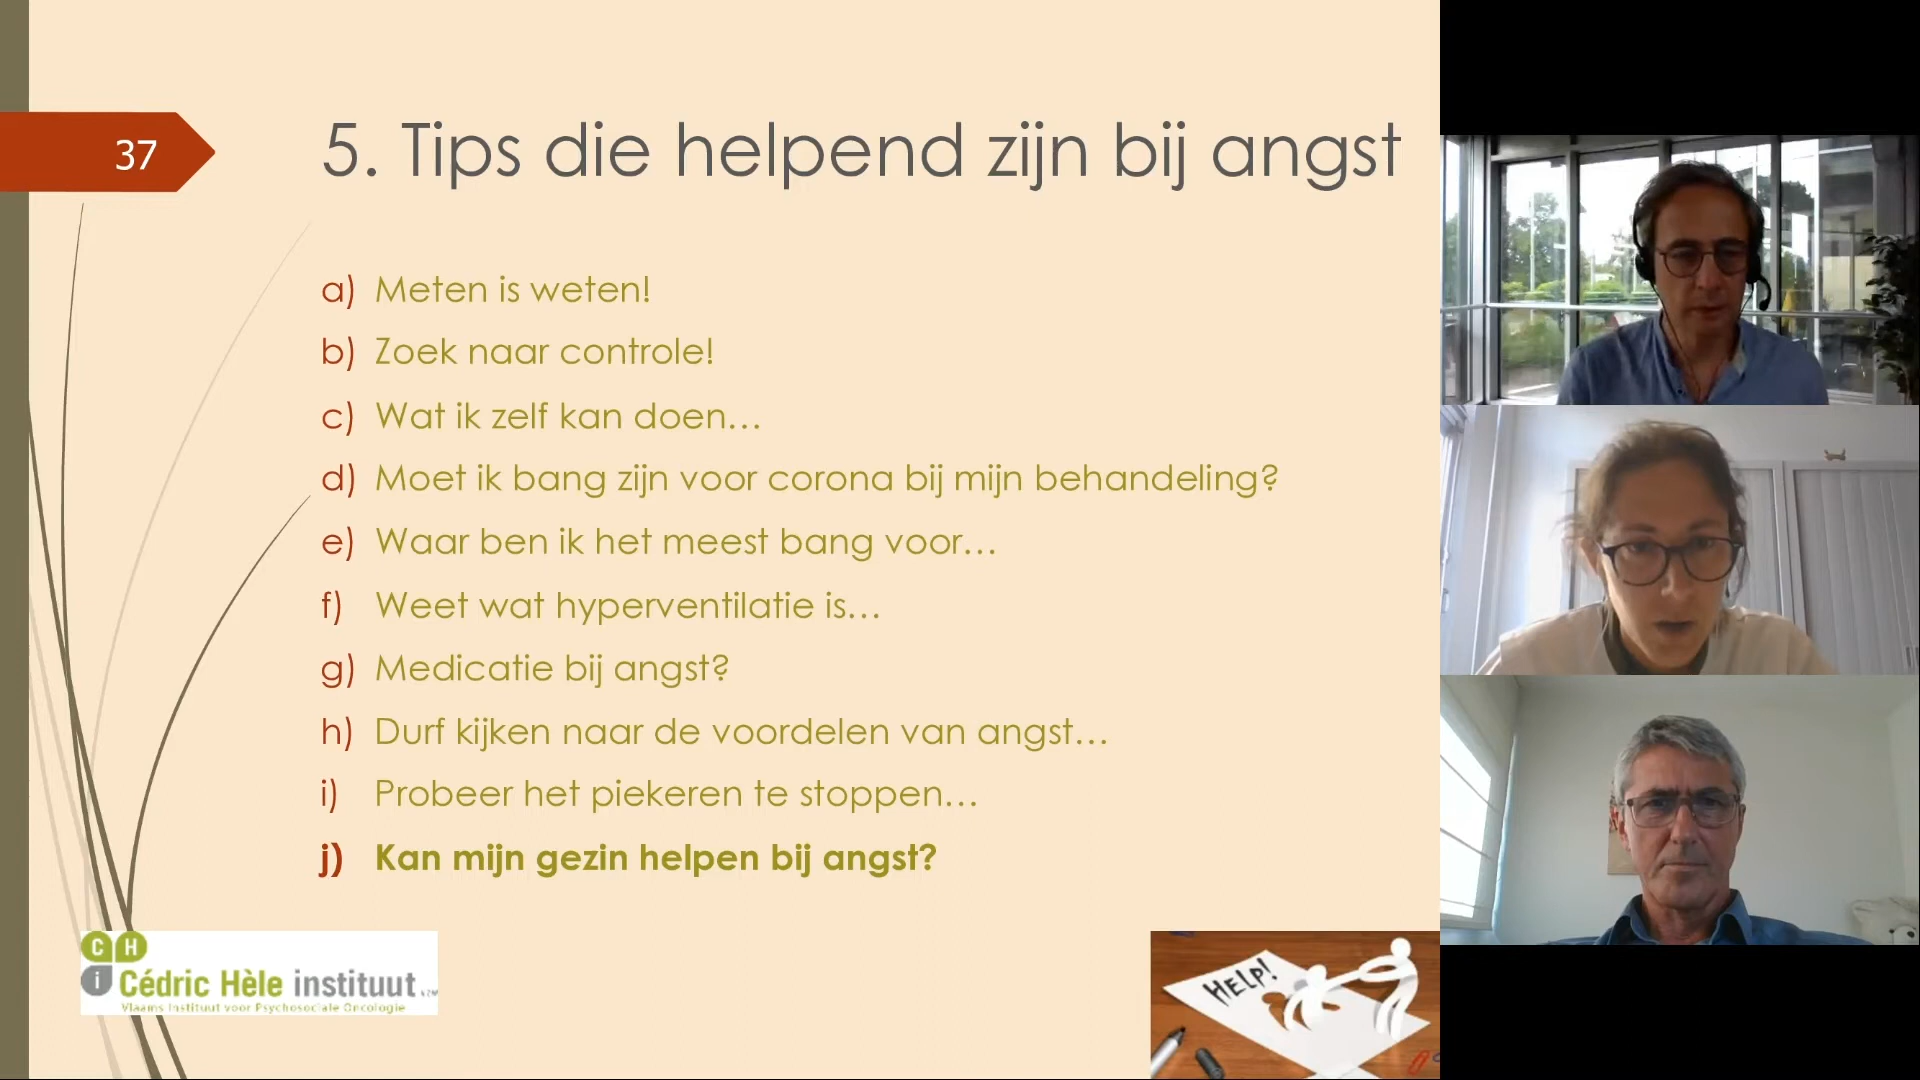 37
5. Tips die helpend zijn bij angst
a) Meten is weten!
b) Zoek naar controle!
c) Wat ik zelf kan doen...
d) Moet ik bang zijn voor corona bij mijn behandeling?
e) Waar ben ik het meest bang voor...
f) Weet wat hyperventilatie is...
g) Medicatie bij angst?
h) Durf kijken naar de voordelen van angst...
i) Probeer het piekeren te stoppen...
j) Kan mijn gezin helpen bij angst?
C H
i Cédric Hèle instituut vzw
Vlaams Instituut voor Psychosociale Oncologie
HELP!